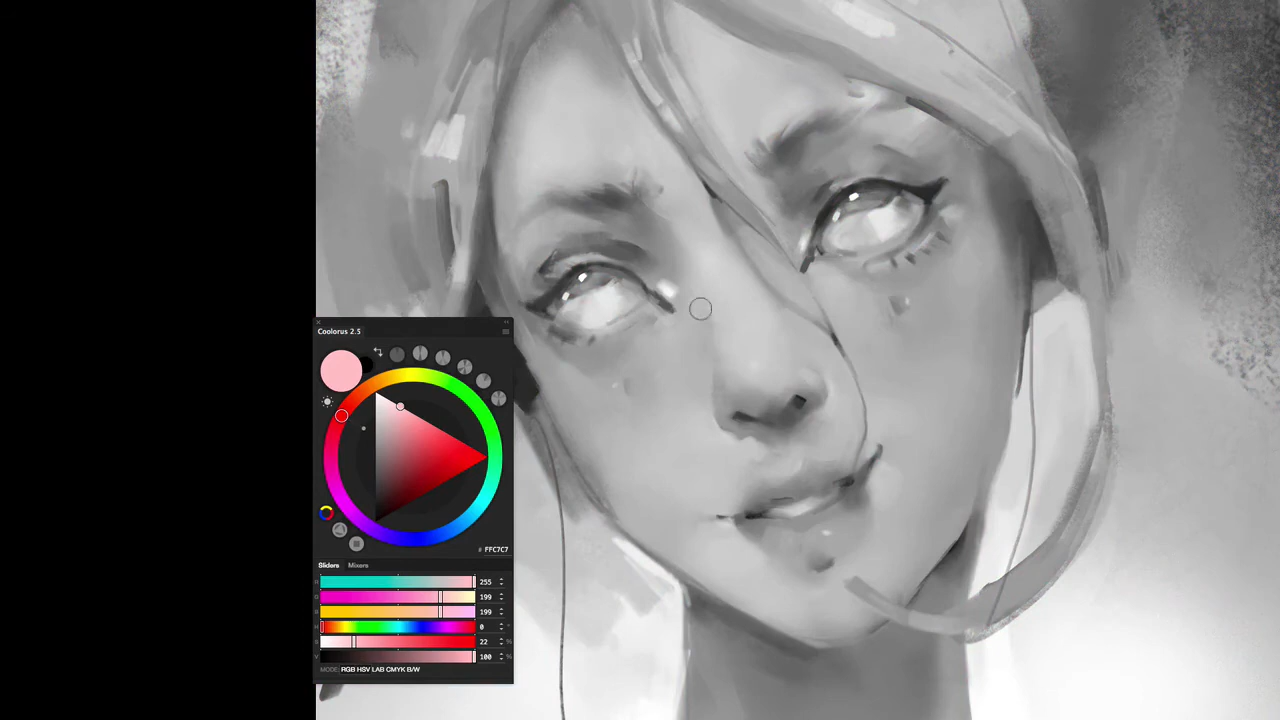 Coolorus 2.5
# FFC7C7
Sliders Mixers
R 255
G 199
B 199
H 0 °
S 22 %
V 100 %
MODE: RGB HSV LAB CMYK B/W